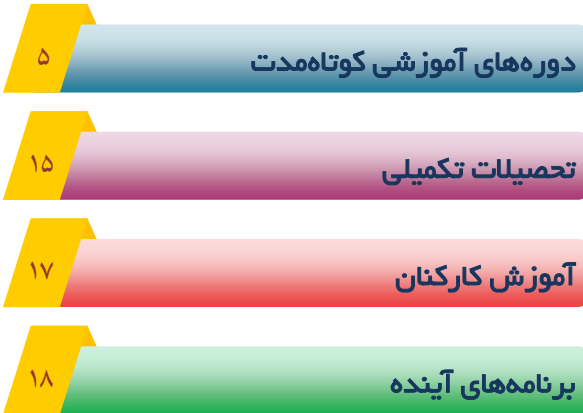 دوره‌های آموزشی کوتاه‌مدت ۵
تحصیلات تکمیلی ۱۵
آموزش کارکنان ۱۷
برنامه‌های آینده ۱۸